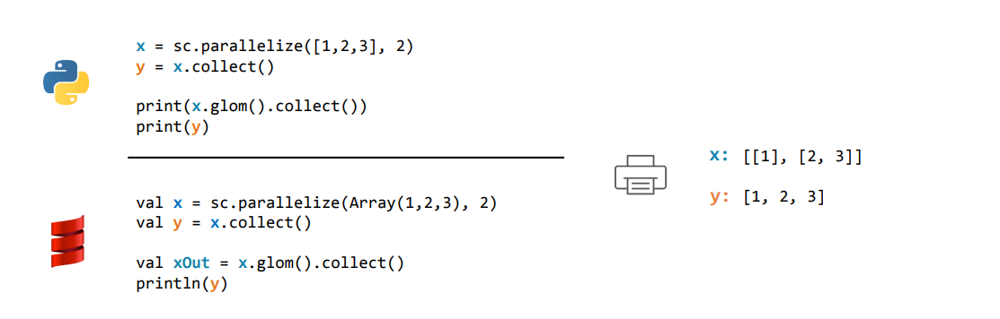 x = sc.parallelize([1,2,3], 2)
y = x.collect()
print(x.glom().collect())
print(y)
val x = sc.parallelize(Array(1,2,3), 2)
val y = x.collect()
val xOut = x.glom().collect()
println(y)
x: [[1], [2, 3]]
y: [1, 2, 3]